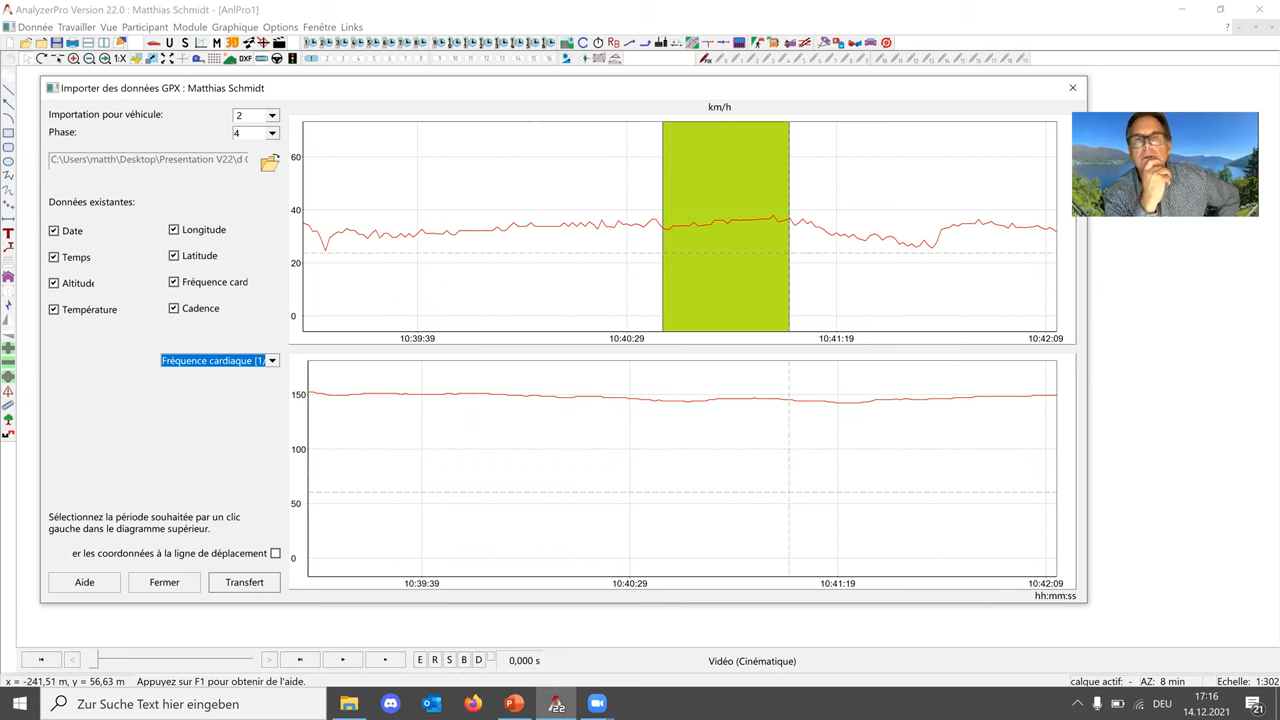 AnalyzerPro Version 22.0 : Matthias Schmidt - [AnlPro1]
Donnée Travailler Vue Participant Module Graphique Options Fenêtre Links
U S M 3D
R B
1:X
DXF
Importer des données GPX : Matthias Schmidt
Importation pour véhicule: 2
Phase: 4
C:\Users\matth\Desktop\Presentation V22\d
Données existantes:
Date
Longitude
Temps
Latitude
Altitude
Fréquence card
Température
Cadence
Fréquence cardiaque [1/
Sélectionnez la période souhaitée par un clic
gauche dans le diagramme supérieur.
er les coordonnées à la ligne de déplacement
Aide Fermer Transfert
km/h
60
40
20
0
10:39:39 10:40:29 10:41:19 10:42:09
150
100
50
0
10:39:39 10:40:29 10:41:19 10:42:09
hh:mm:ss
E R S B D 0,000 s Vidéo (Cinématique)
x = -241,51 m y = 56,63 m Appuyez sur F1 pour obtenir de l'aide. calque actif: - AZ: 8 min Echelle: 1:302
Zur Suche Text hier eingeben
22
DEU
17:16
14.12.2021
21